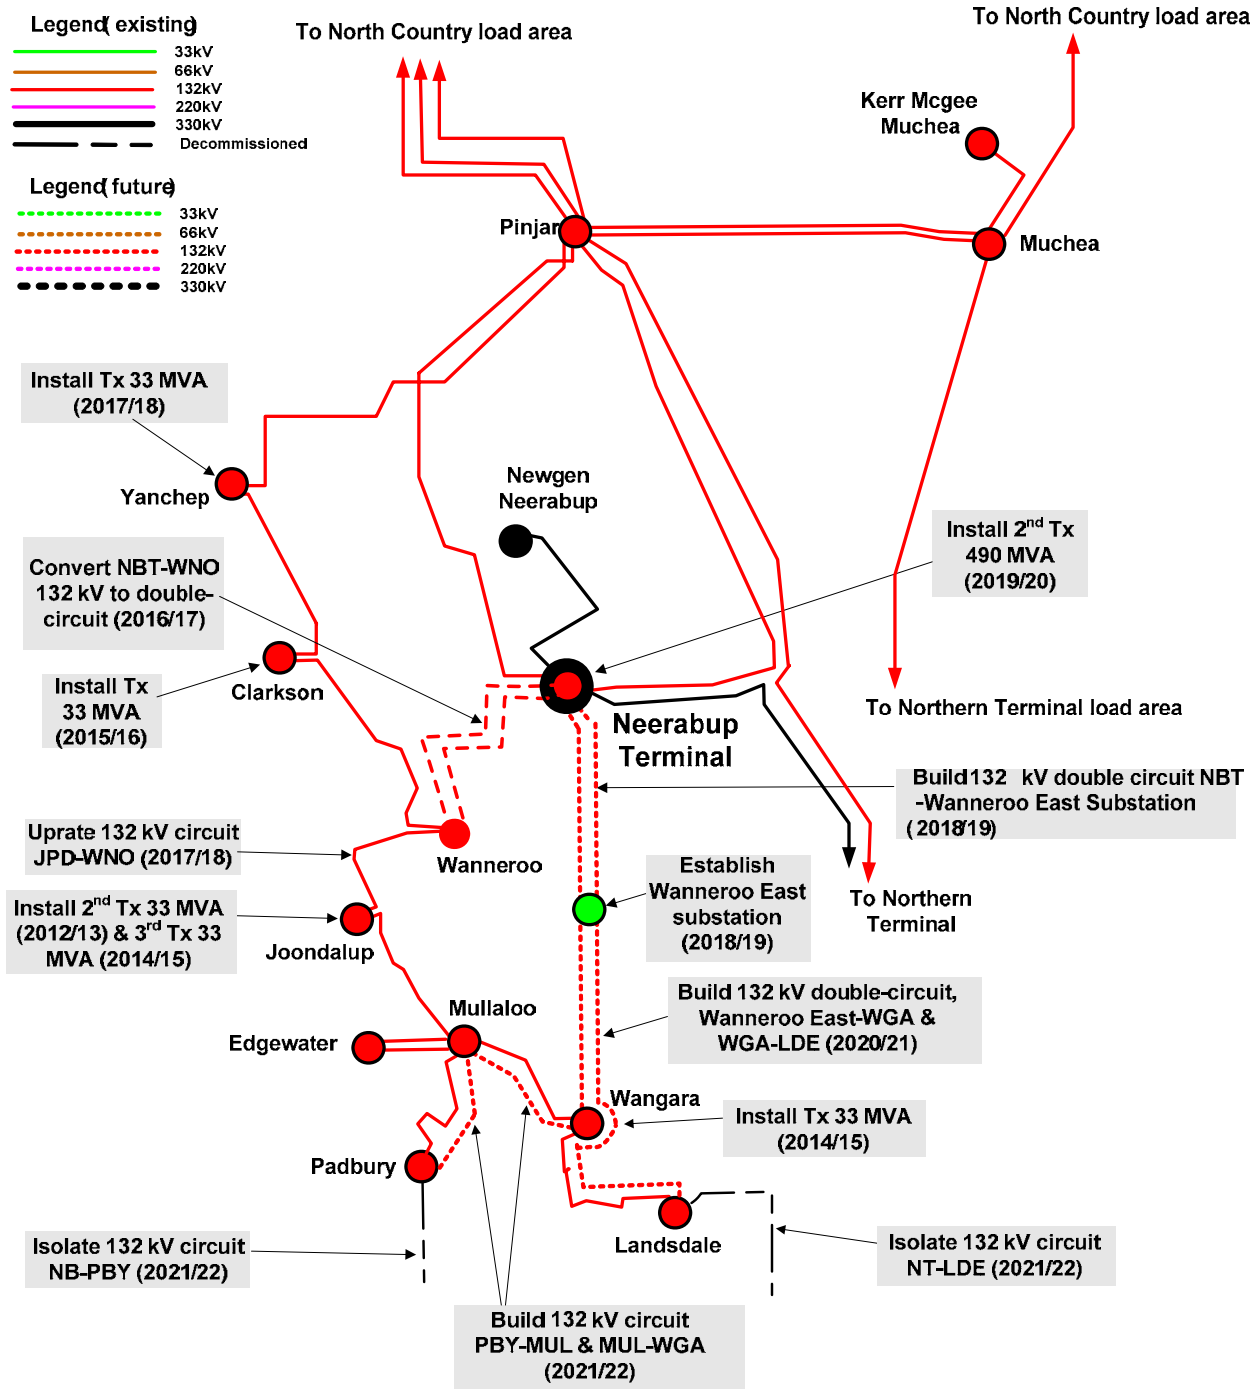 Legend( existing)
33kV
66kV
132kV
220kV
330kV
Decommissioned
Legend( future)
33kV
66kV
132kV
220kV
330kV
To North Country load area
To North Country load area
Kerr Mcgee
Muchea
Pinjar
Muchea
Install Tx 33 MVA
(2017/18)
Yanchep
Newgen
Neerabup
Install 2nd Tx
490 MVA
(2019/20)
Convert NBT-WNO
132 kV to double-
circuit (2016/17)
Clarkson
Install Tx
33 MVA
(2015/16)
Neerabup
Terminal
To Northern Terminal load area
Build 132 kV double circuit NBT
-Wanneroo East Substation
(2018/19)
Uprate 132 kV circuit
JPD-WNO (2017/18)
Wanneroo
Establish
Wanneroo East
substation
(2018/19)
To Northern
Terminal
Install 2nd Tx 33 MVA
(2012/13) & 3rd Tx 33
MVA (2014/15)
Joondalup
Mullaloo
Edgewater
Build 132 kV double-circuit,
Wanneroo East-WGA &
WGA-LDE (2020/21)
Wangara
Install Tx 33 MVA
(2014/15)
Padbury
Landsdale
Isolate 132 kV circuit
NB-PBY (2021/22)
Isolate 132 kV circuit
NT-LDE (2021/22)
Build 132 kV circuit
PBY-MUL & MUL-WGA
(2021/22)